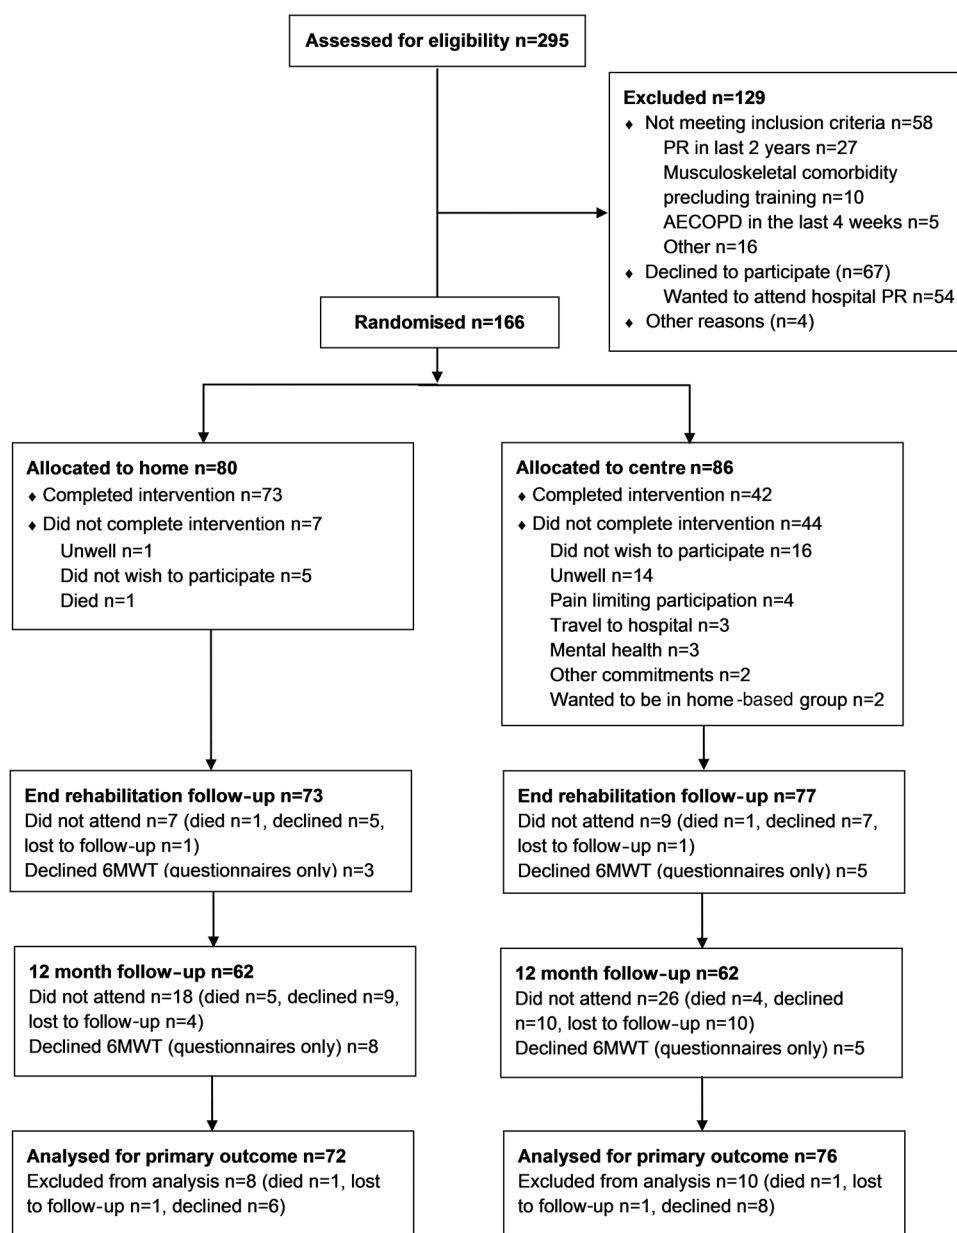 Assessed for eligibility n=295
Excluded n=129
♦ Not meeting inclusion criteria n=58
PR in last 2 years n=27
Musculoskeletal comorbidity
precluding training n=10
AECOPD in the last 4 weeks n=5
Other n=16
♦ Declined to participate (n=67)
Wanted to attend hospital PR n=54
♦ Other reasons (n=4)
Randomised n=166
Allocated to home n=80
♦ Completed intervention n=73
♦ Did not complete intervention n=7
Unwell n=1
Did not wish to participate n=5
Died n=1
Allocated to centre n=86
♦ Completed intervention n=42
♦ Did not complete intervention n=44
Did not wish to participate n=16
Unwell n=14
Pain limiting participation n=4
Travel to hospital n=3
Mental health n=3
Other commitments n=2
Wanted to be in home-based group n=2
End rehabilitation follow-up n=73
Did not attend n=7 (died n=1, declined n=5,
lost to follow-up n=1)
Declined 6MWT (questionnaires only) n=3
End rehabilitation follow-up n=77
Did not attend n=9 (died n=1, declined n=7,
lost to follow-up n=1)
Declined 6MWT (questionnaires only) n=5
12 month follow-up n=62
Did not attend n=18 (died n=5, declined n=9,
lost to follow-up n=4)
Declined 6MWT (questionnaires only) n=8
12 month follow-up n=62
Did not attend n=26 (died n=4, declined
n=10, lost to follow-up n=10)
Declined 6MWT (questionnaires only) n=5
Analysed for primary outcome n=72
Excluded from analysis n=8 (died n=1, lost
to follow-up n=1, declined n=6)
Analysed for primary outcome n=76
Excluded from analysis n=10 (died n=1, lost
to follow-up n=1, declined n=8)